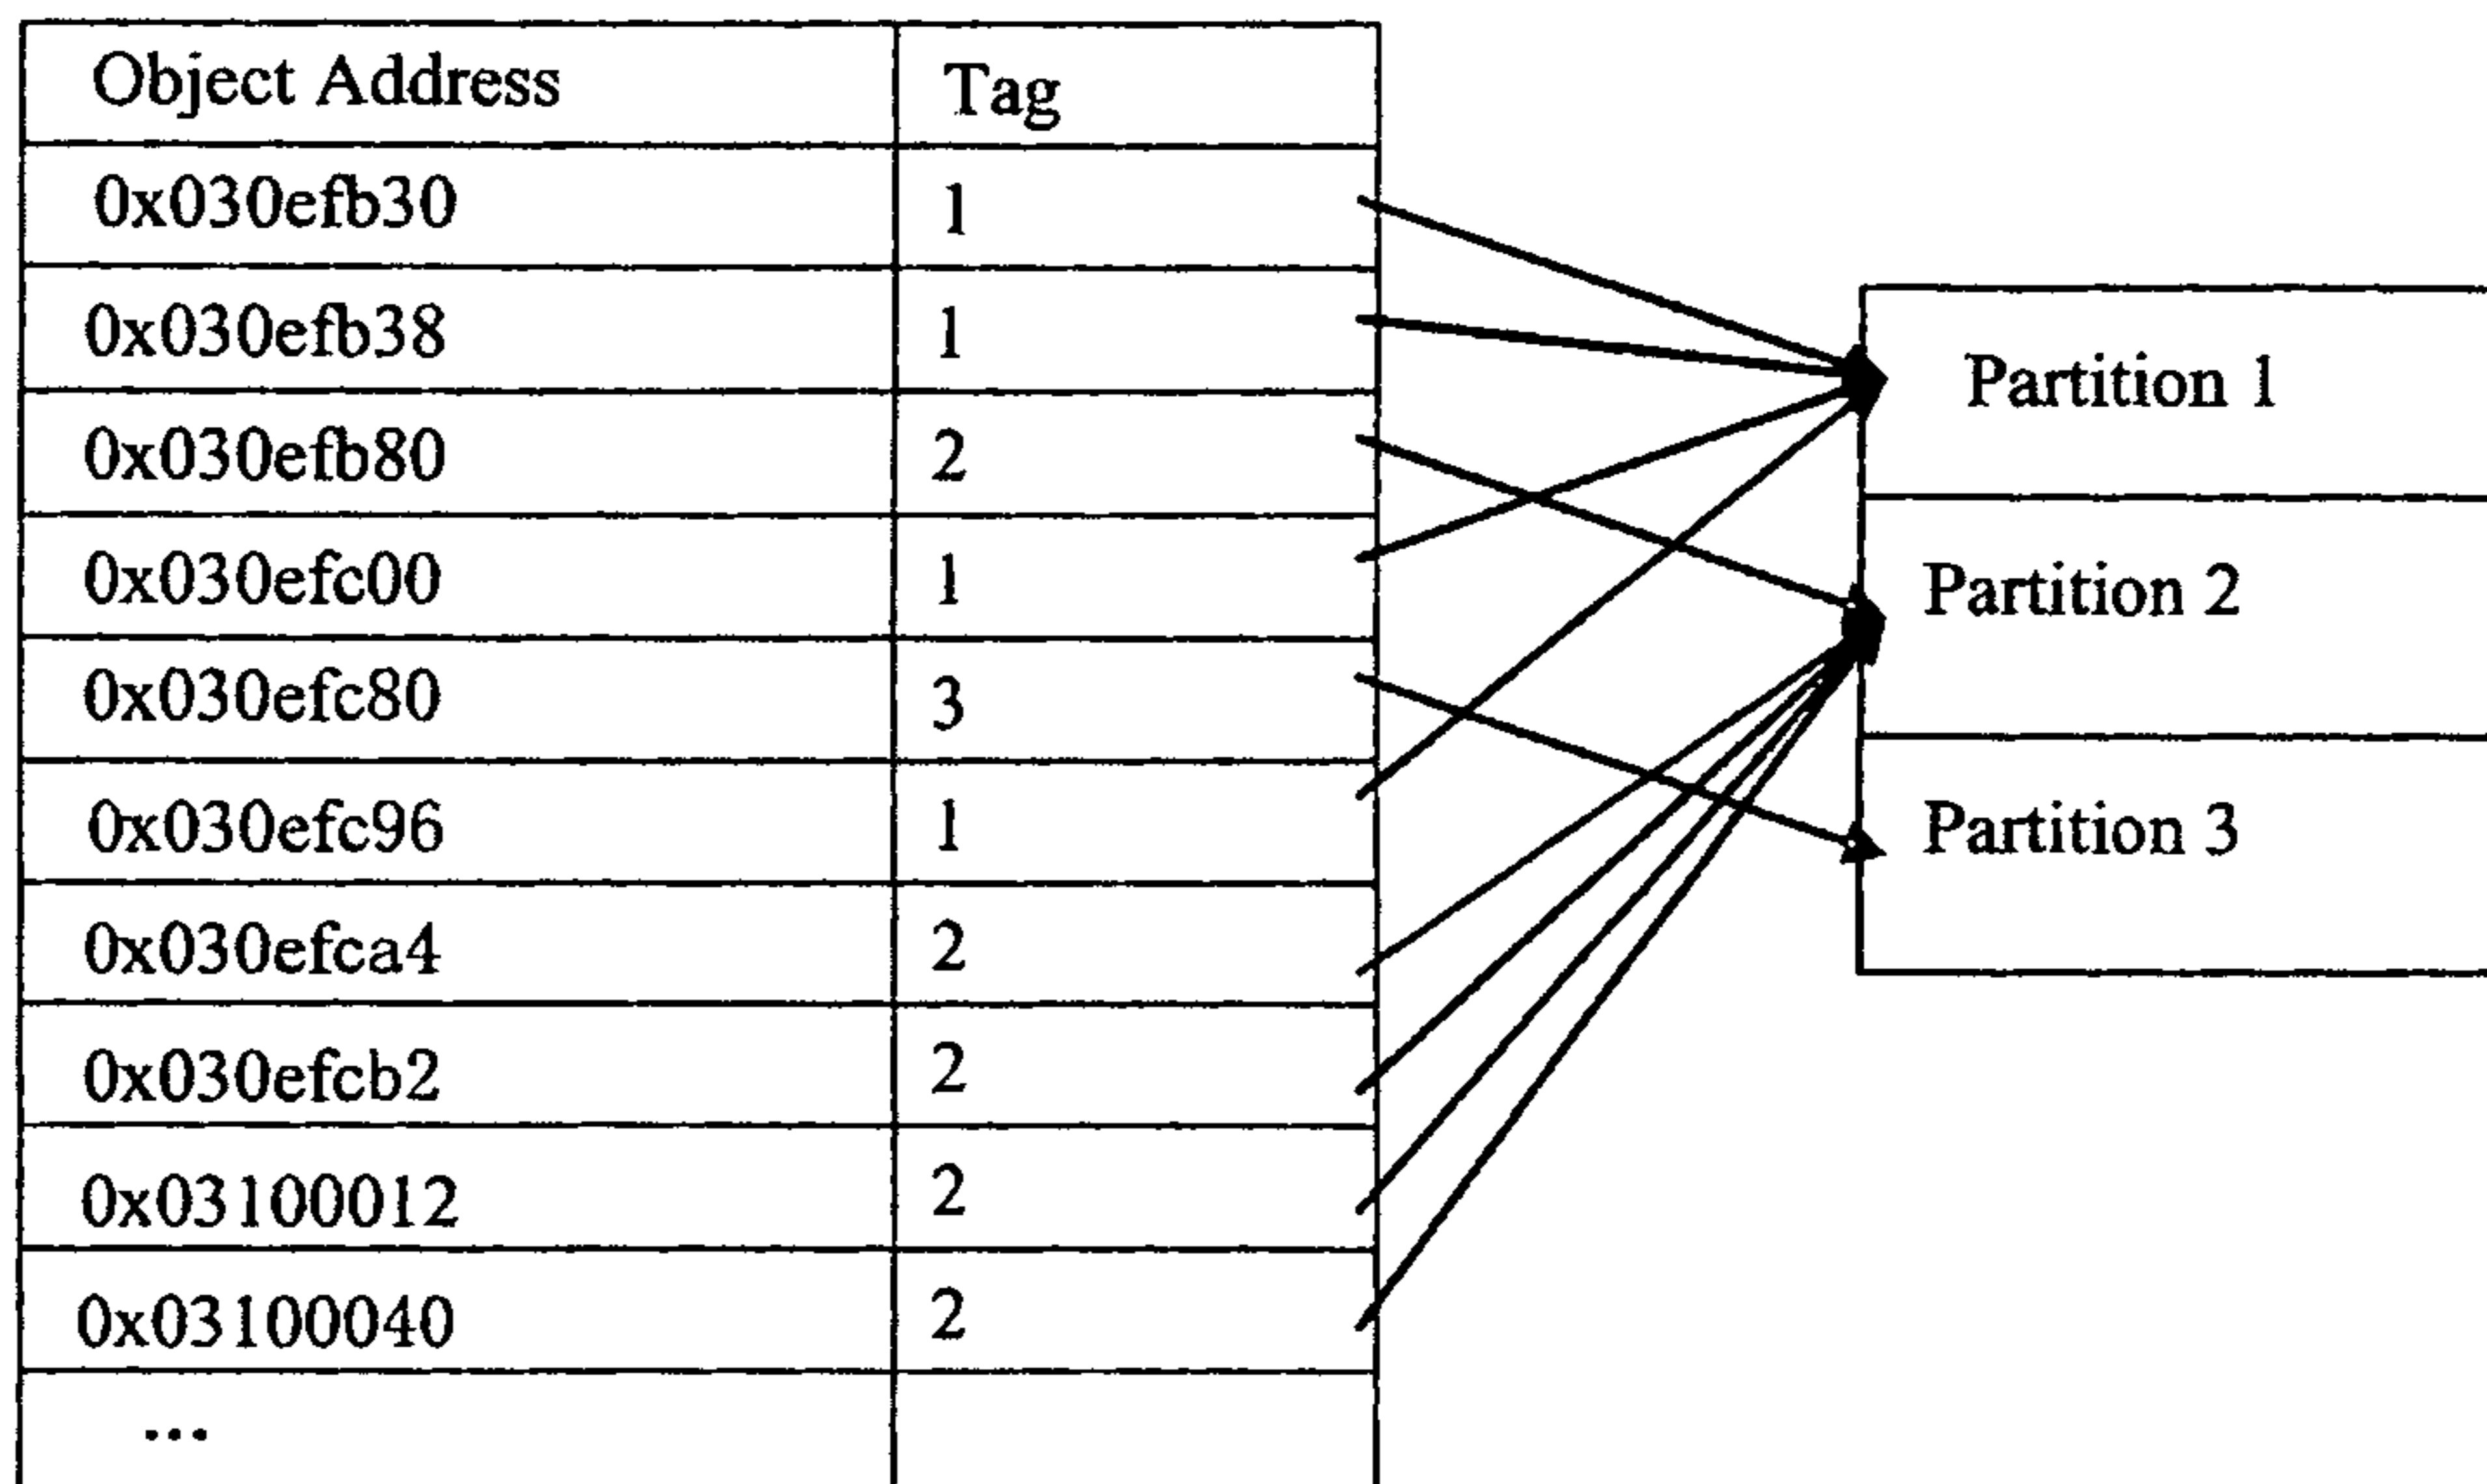 Object Address Tag
0x030efb30 1
0x030efb38 1
0x030efb80 2
0x030efc00 1
0x030efc80 3
0x030efc96 1
0x030efca4 2
0x030efcb2 2
0x03100012 2
0x03100040 2
...
Partition 1
Partition 2
Partition 3